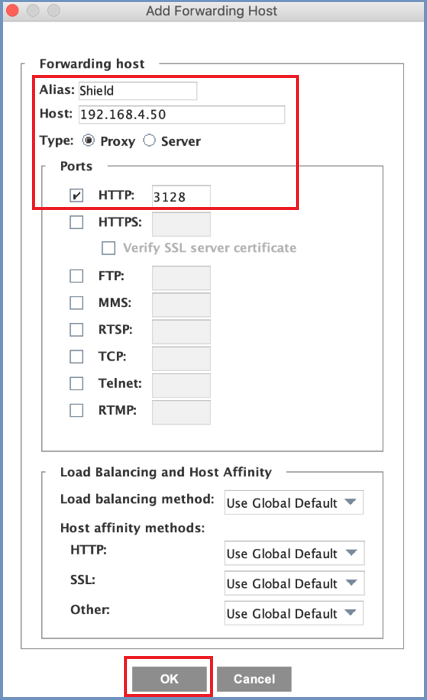 Add Forwarding Host
Forwarding host
Alias: Shield
Host: 192.168.4.50
Type: Proxy Server
Ports
HTTP: 3128
HTTPS:
Verify SSL server certificate
FTP:
MMS:
RTSP:
TCP:
Telnet:
RTMP:
Load Balancing and Host Affinity
Load balancing method: Use Global Default
Host affinity methods:
HTTP: Use Global Default
SSL: Use Global Default
Other: Use Global Default
OK Cancel